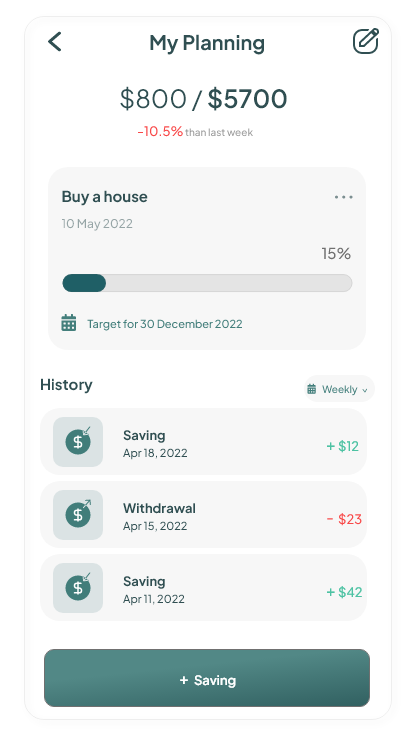 My Planning
$800 / $5700
-10.5% than last week
Buy a house
10 May 2022
15%
Target for 30 December 2022
History
Weekly
Saving
+ $12
Apr 18, 2022
Withdrawal
- $23
Apr 15, 2022
Saving
+ $42
Apr 11, 2022
+ Saving